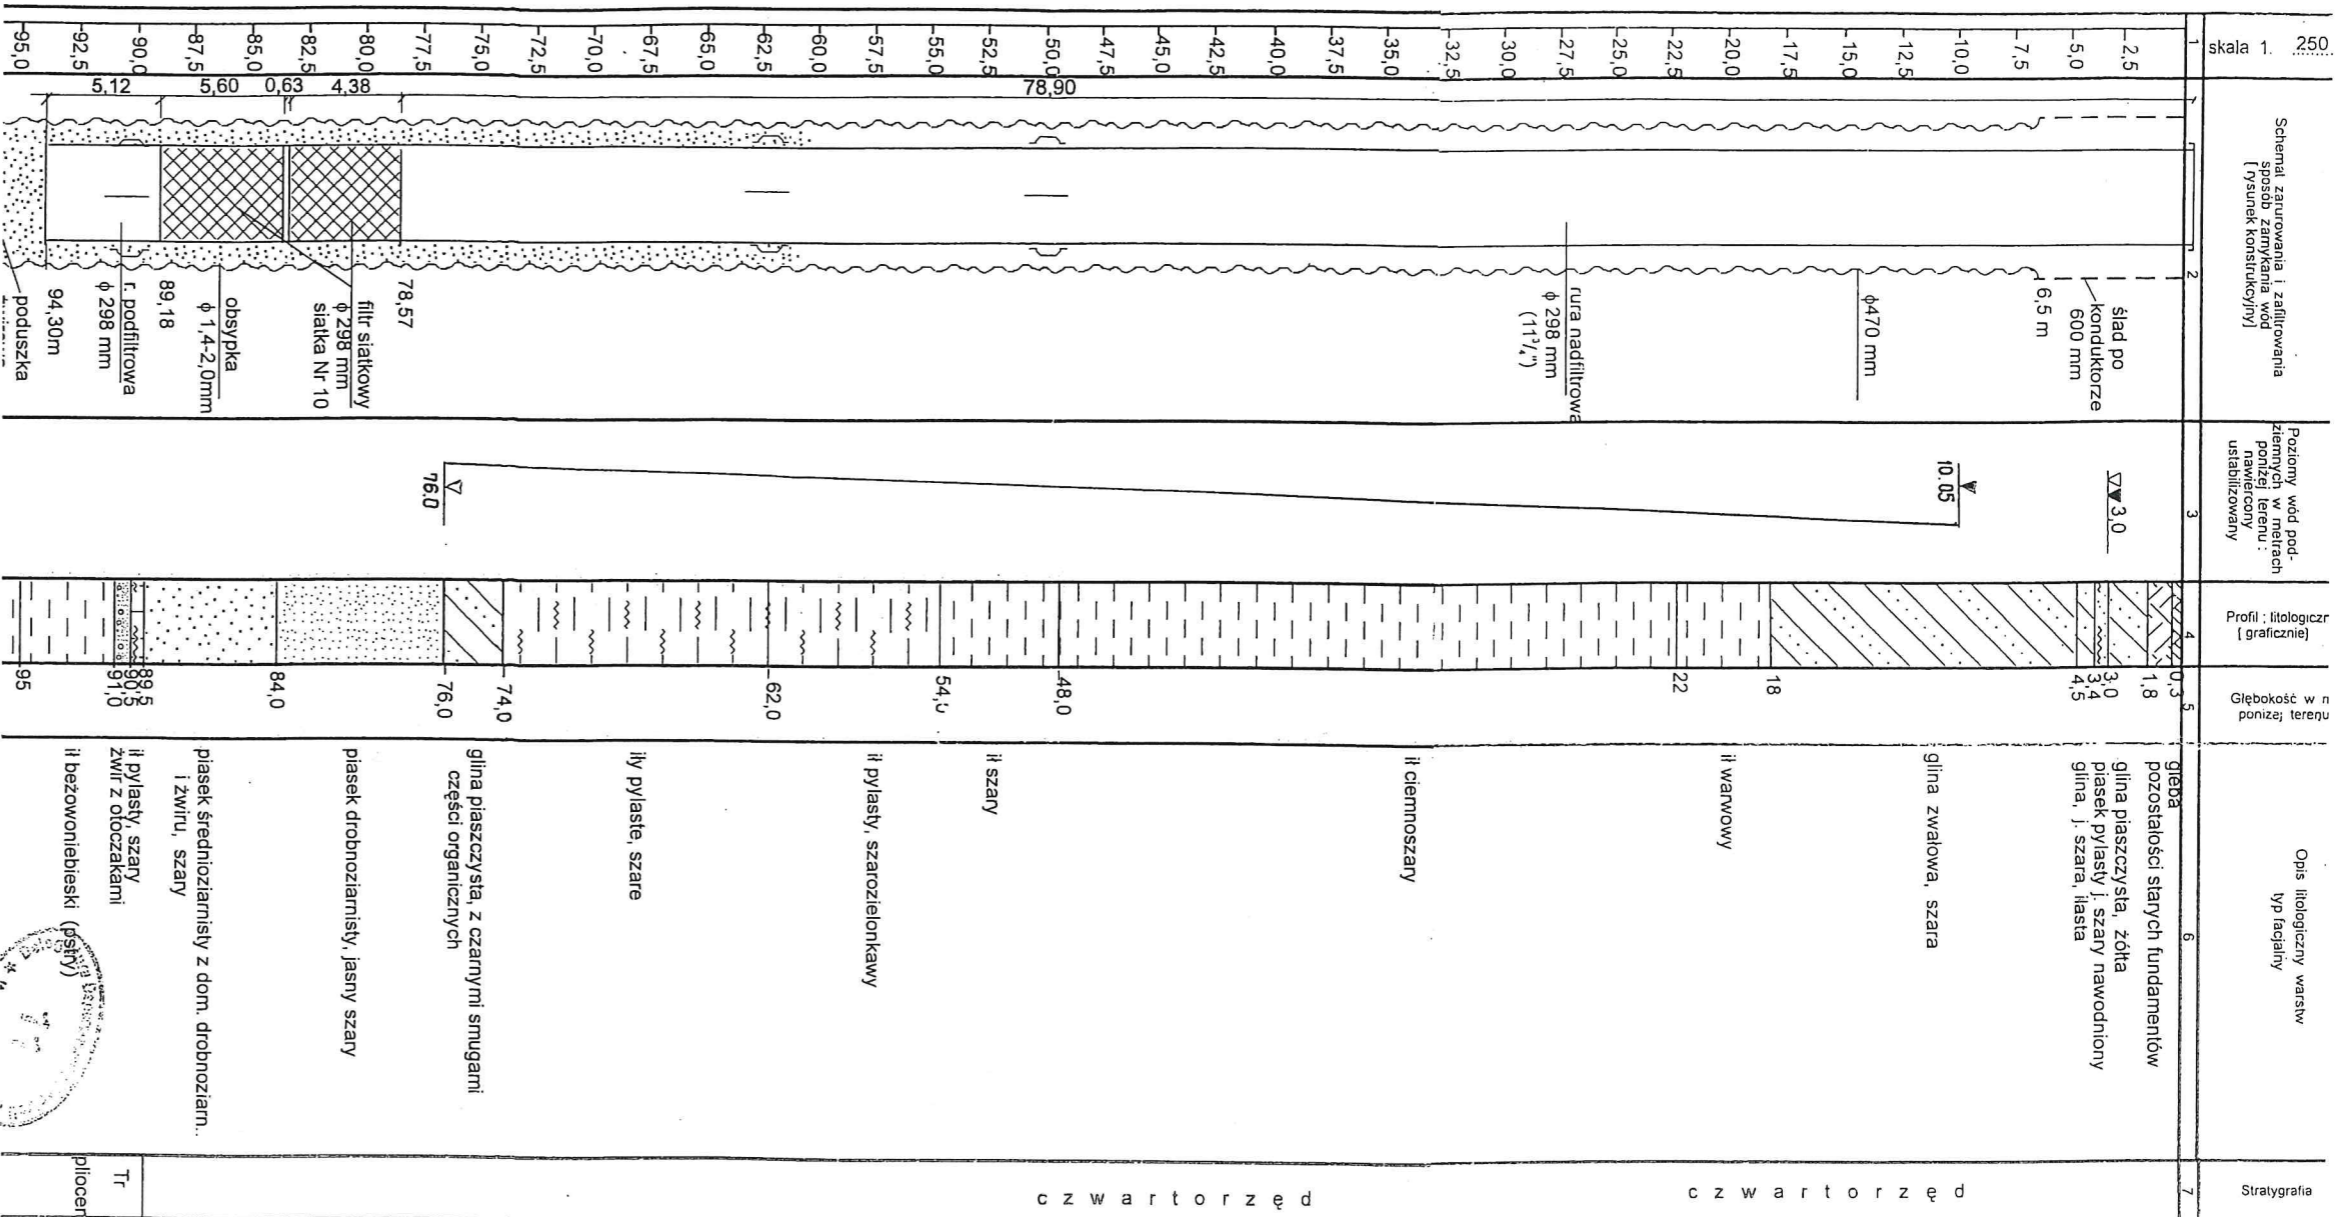 skala 1. 250
Schemat zarurowania i zafiltrowania
sposób zamykania wód
[rysunek konstrukcyjny]
Poziomy wód pod-
ziemnych w metrach
poniżej terenu :
nawiercony
ustabilizowany
Profil ; litologiczr
[ graficznie]
Głębokość w n
poniżej terenu
Opis litologiczny warstw
typ facjalny
Stratygrafia
1
2
3
4
5
6
7
-2,5
-5,0
-7,5
-10,0
-12,5
-15,0
-17,5
-20,0
-22,5
-25,0
-27,5
-30,0
-32,5
-35,0
-37,5
-40,0
-42,5
-45,0
-47,5
-50,0
-52,5
-55,0
-57,5
-60,0
-62,5
-65,0
-67,5
-70,0
-72,5
-75,0
-77,5
-80,0
-82,5
-85,0
-87,5
-90,0
-92,5
-95,0
78,90
4,38
0,63
5,60
5,12
ślad po
konduktorze
600 mm
6,5 m
ϕ470 mm
rura nadfiltrowa
ϕ 298 mm
(11³/₄")
78,57
filtr siatkowy
ϕ 298 mm
siatka Nr 10
obsypka
ϕ 1,4-2,0mm
89,18
r. podfiltrowa
ϕ 298 mm
94,30m
poduszka
3,0
10.05
76.0
0,3
1,8
3,0
3,4
4,5
18
22
48,0
54,0
62,0
74,0
76,0
84,0
89,5
90,5
91,0
95
gleba
pozostałości starych fundamentów
glina piaszczysta, żółta
piasek pylasty j. szary nawodniony
glina, j. szara, ilasta
glina zwałowa, szara
ił warwowy
ił ciemnoszary
ił szary
ił pylasty, szarozielonkawy
iły pylaste, szare
glina piaszczysta, z czarnymi smugami
części organicznych
piasek drobnoziarnisty, jasny szary
piasek średnioziarnisty z dom. drobnoziarn..
i żwiru, szary
ił pylasty, szary
żwir z otoczakami
ił beżowoniebieski (pstry)
czwartorzęd
czwartorzęd
Tr
pliocen